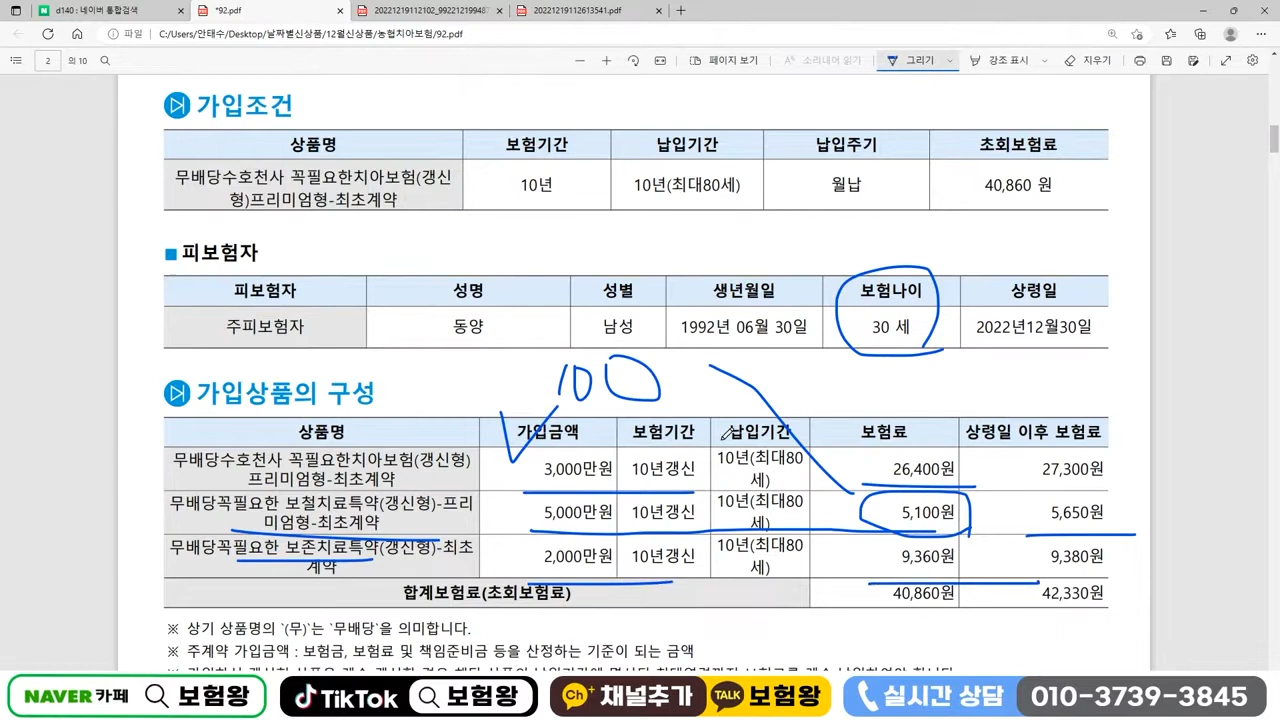 d140 : 네이버 통합검색
*92.pdf
20221219112613541.pdf
파일
C:/Users/안태수/Desktop/날짜별신상품/12월신상품/농협치아보험/92.pdf
2 의 10
페이지 보기
소리내어 읽기
그리기
강조 표시
지우기
가입조건
상품명 보험기간 납입기간 납입주기 초회보험료
무배당수호천사 꼭필요한치아보험(갱신
형)프리미엄형-최초계약
10년 10년(최대80세) 월납 40,860 원
피보험자
피보험자 성명 성별 생년월일 보험나이 상령일
주피보험자 동양 남성 1992년 06월 30일 30 세 2022년12월30일
10
가입상품의 구성
상품명 가입금액 보험기간 납입기간 보험료 상령일 이후 보험료
무배당수호천사 꼭필요한치아보험(갱신형)
프리미엄형-최초계약
3,000만원 10년갱신 10년(최대80
세)
26,400원 27,300원
무배당꼭필요한 보철치료특약(갱신형)-프리
미엄형-최초계약
5,000만원 10년갱신 10년(최대80
세)
5,100원 5,650원
무배당꼭필요한 보존치료특약(갱신형)-최초
계약
2,000만원 10년갱신 10년(최대80
세)
9,360원 9,380원
합계보험료(초회보험료) 40,860원 42,330원
※ 상기 상품명의 `(무)`는 `무배당`을 의미합니다.
※ 주계약 가입금액 : 보험금, 보험료 및 책임준비금 등을 산정하는 기준이 되는 금액
NAVER 카페 보험왕
TikTok 보험왕
Ch+ 채널추가 TALK 보험왕
실시간 상담 010-3739-3845